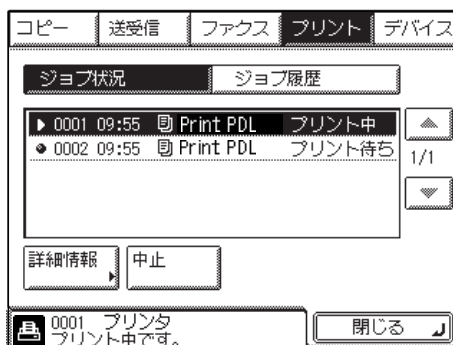 コピー 送受信 ファクス プリント デバイス
ジョブ状況 ジョブ履歴
0001 09:55 Print PDL プリント中
0002 09:55 Print PDL プリント待ち
1/1
詳細情報 中止
0001 プリンタ
プリント中です。
閉じる